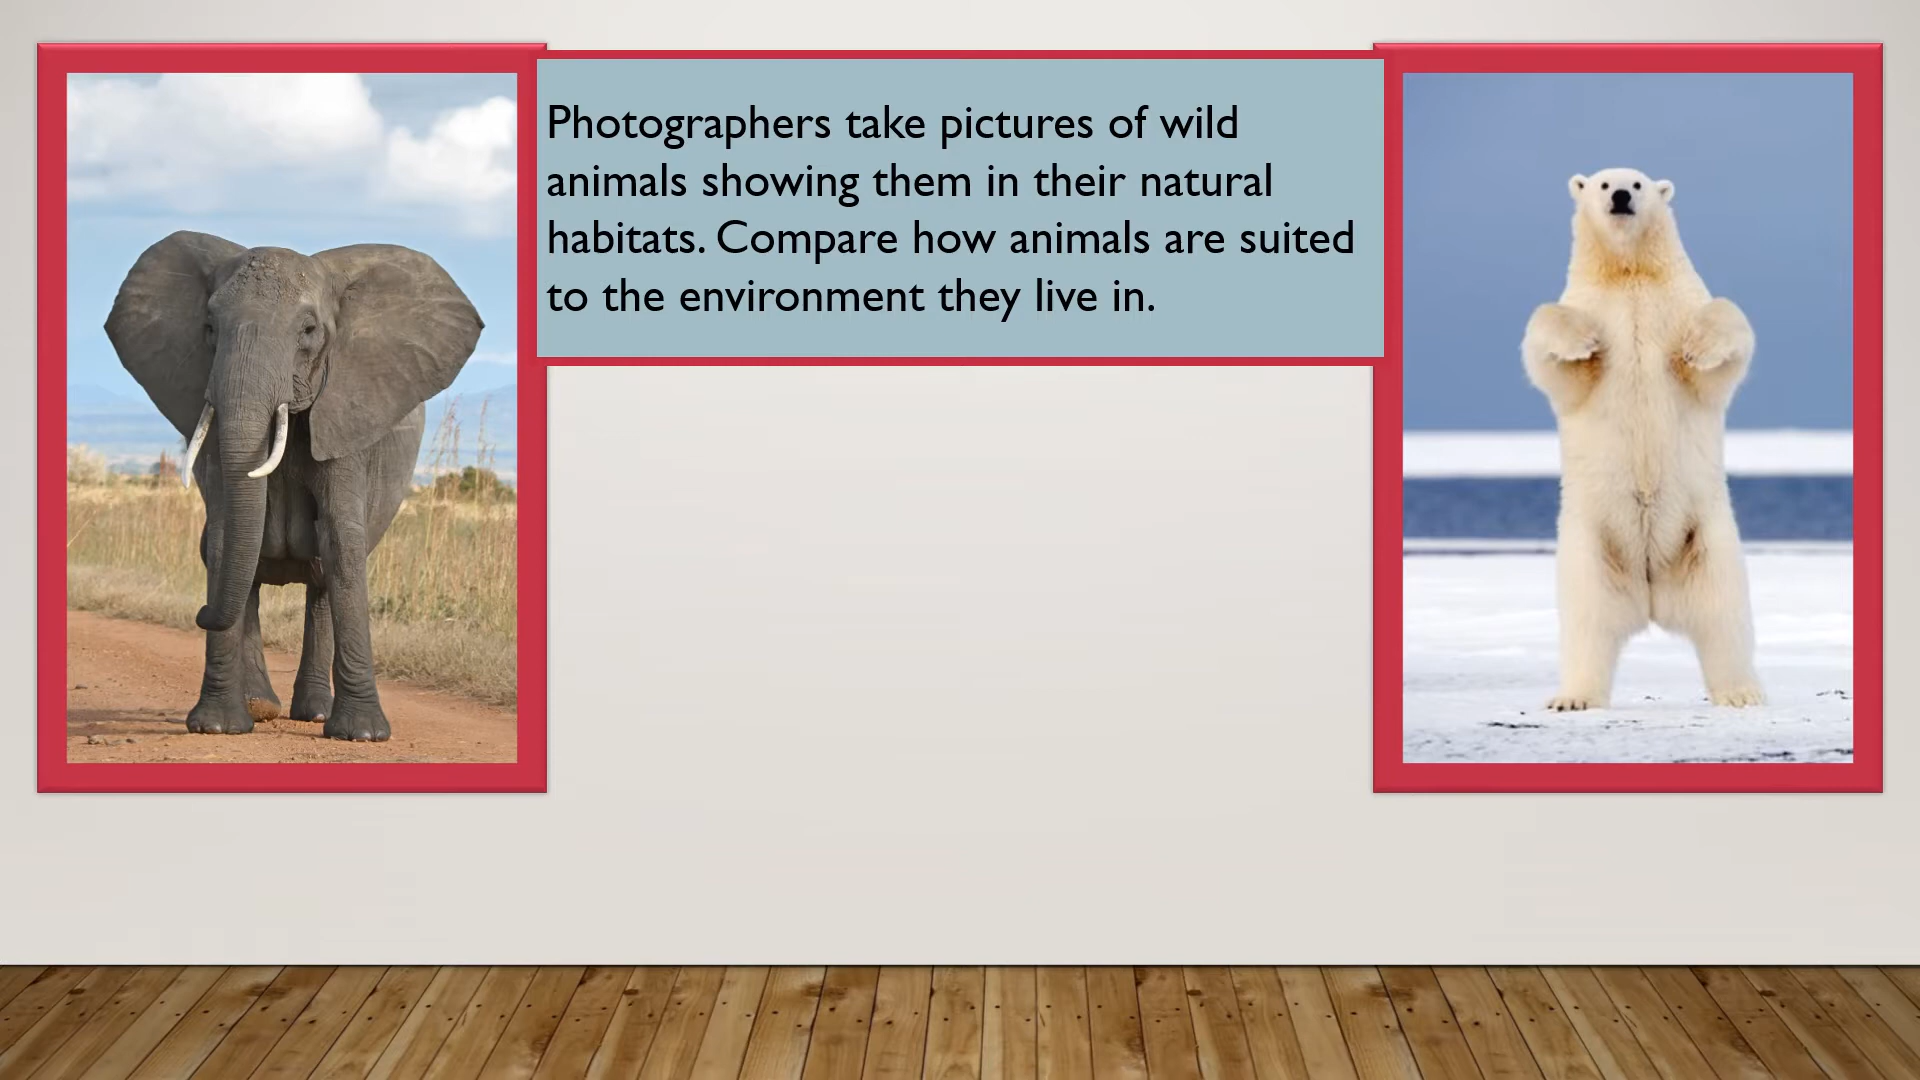 Photographers take pictures of wild
animals showing them in their natural
habitats. Compare how animals are suited
to the environment they live in.